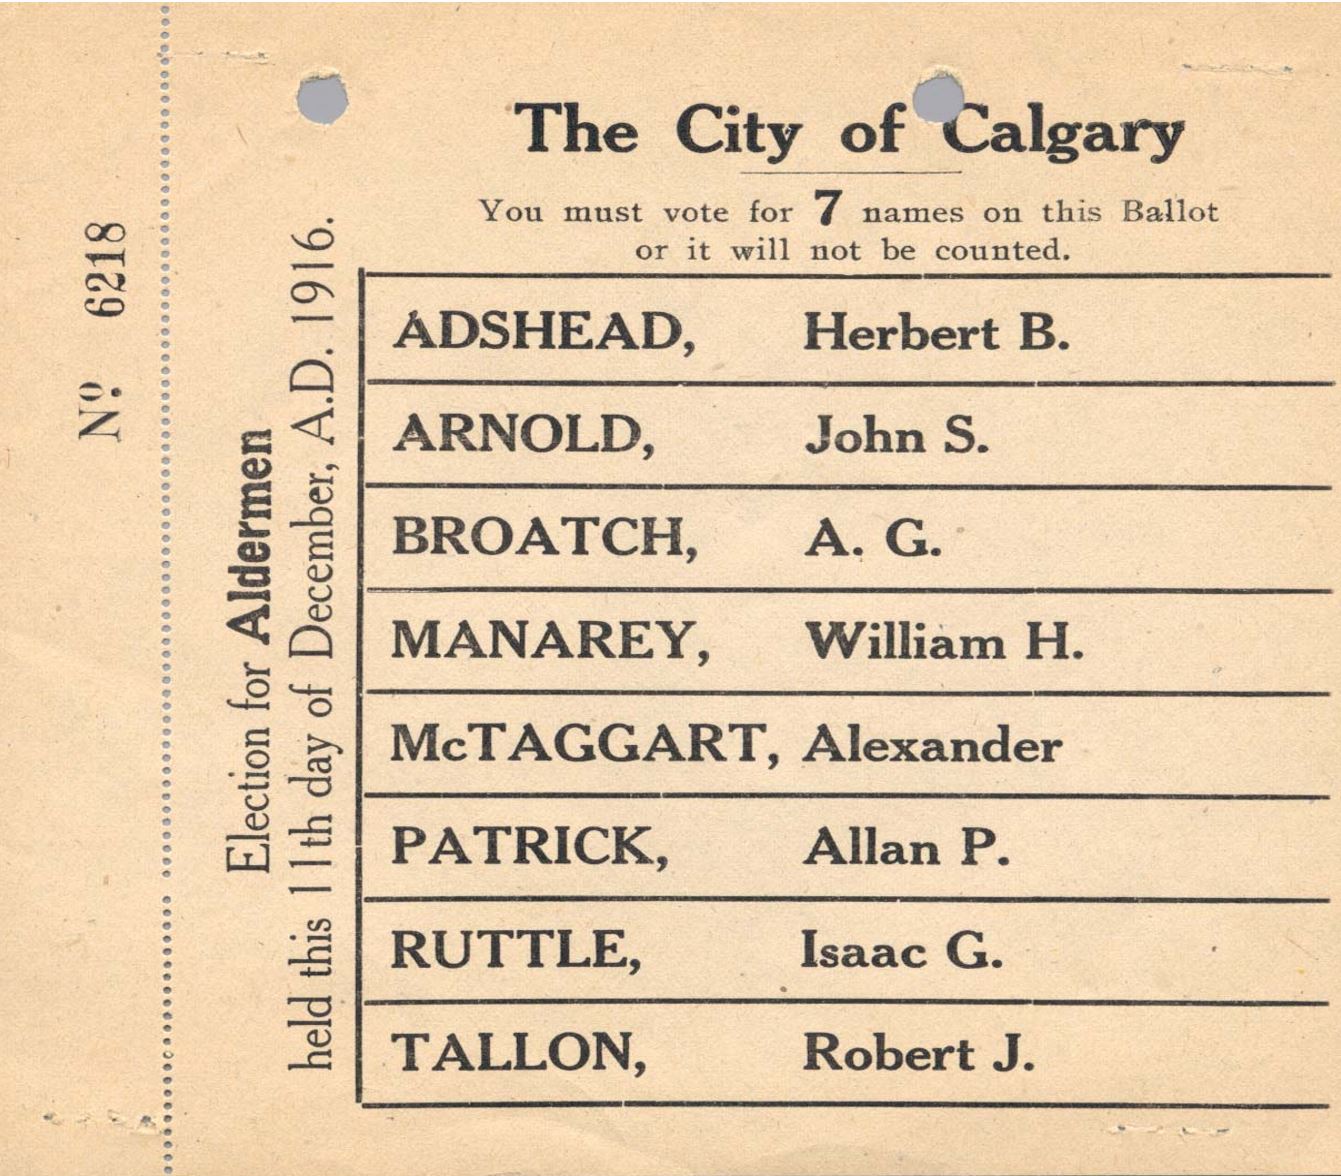 Nº 6218
Election for Aldermen
held this 11th day of December, A.D. 1916.
The City of Calgary
You must vote for 7 names on this Ballot
or it will not be counted.
ADSHEAD, Herbert B.
ARNOLD, John S.
BROATCH, A. G.
MANAREY, William H.
McTAGGART, Alexander
PATRICK, Allan P.
RUTTLE, Isaac G.
TALLON, Robert J.